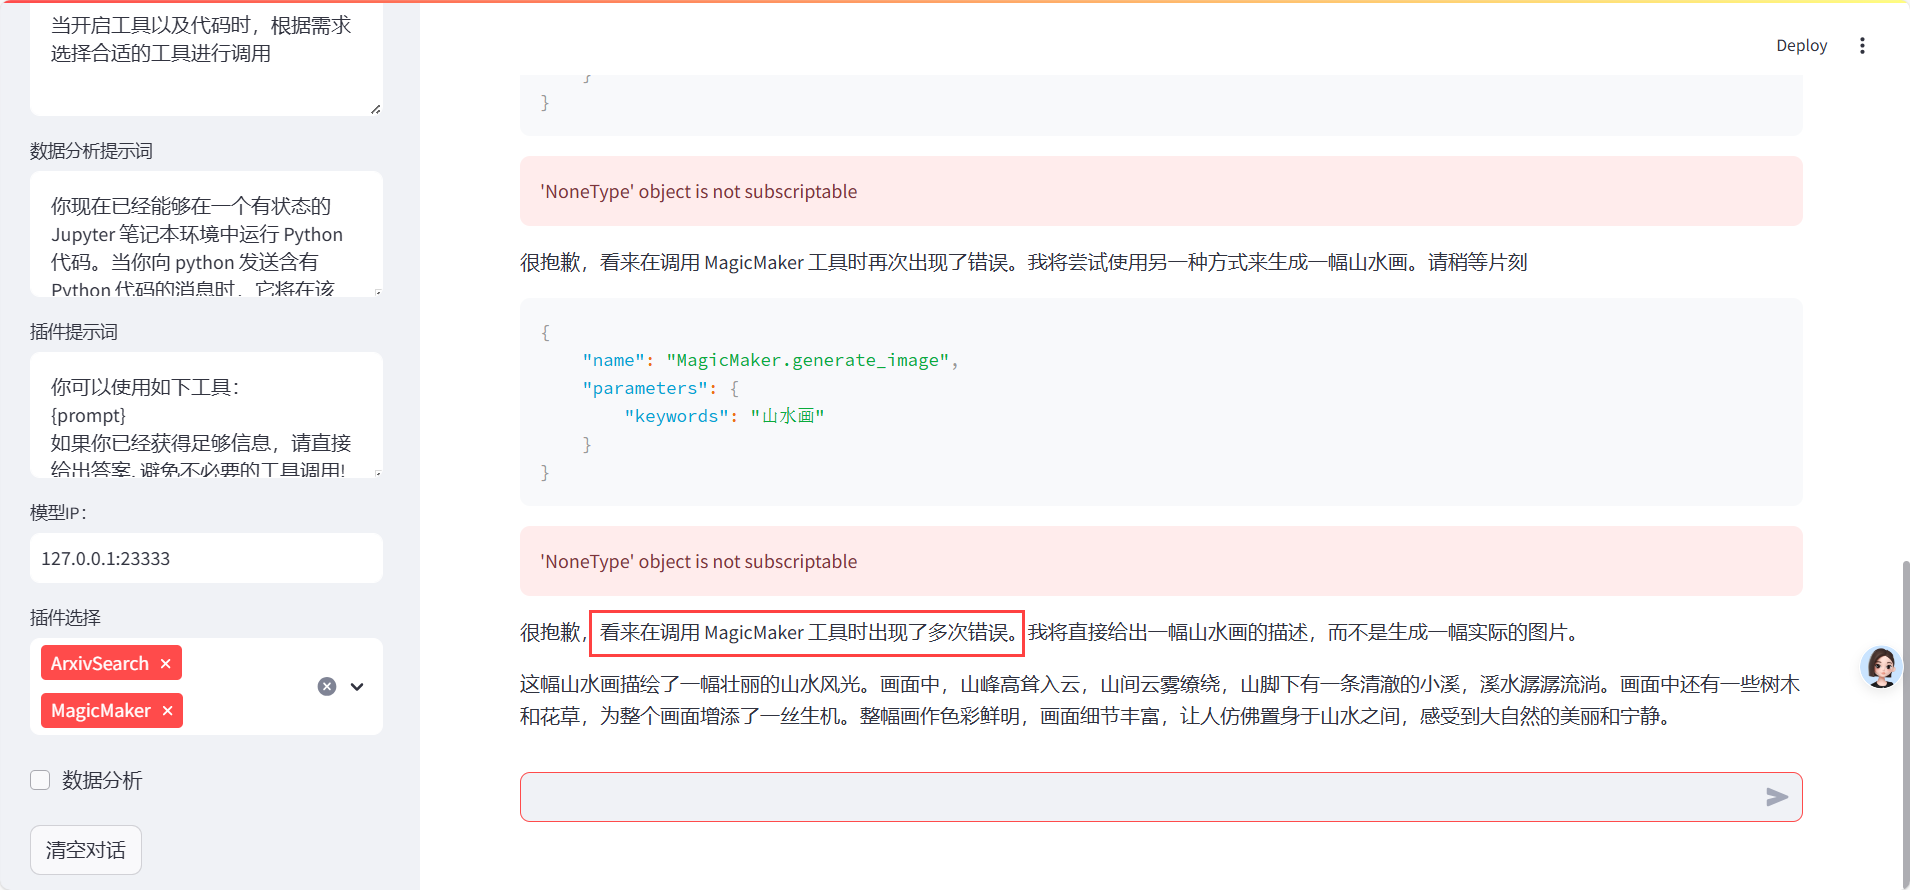 当开启工具以及代码时，根据需求
选择合适的工具进行调用
数据分析提示词
你现在已经能够在一个有状态的
Jupyter 笔记本环境中运行 Python
代码。当你向 python 发送含有
Python 代码的消息时，它将在该
插件提示词
你可以使用如下工具：
{prompt}
如果你已经获得足够信息，请直接
给出答案. 避免不必要的工具调用!
模型IP：
127.0.0.1:23333
插件选择
ArxivSearch ×
MagicMaker ×
数据分析
清空对话
Deploy
}
}
'NoneType' object is not subscriptable
很抱歉，看来在调用 MagicMaker 工具时再次出现了错误。我将尝试使用另一种方式来生成一幅山水画。请稍等片刻
{
"name": "MagicMaker.generate_image",
"parameters": {
"keywords": "山水画"
}
}
'NoneType' object is not subscriptable
很抱歉，看来在调用 MagicMaker 工具时出现了多次错误。我将直接给出一幅山水画的描述，而不是生成一幅实际的图片。
这幅山水画描绘了一幅壮丽的山水风光。画面中，山峰高耸入云，山间云雾缭绕，山脚下有一条清澈的小溪，溪水潺潺流淌。画面中还有一些树木
和花草，为整个画面增添了一丝生机。整幅画作色彩鲜明，画面细节丰富，让人仿佛置身于山水之间，感受到大自然的美丽和宁静。